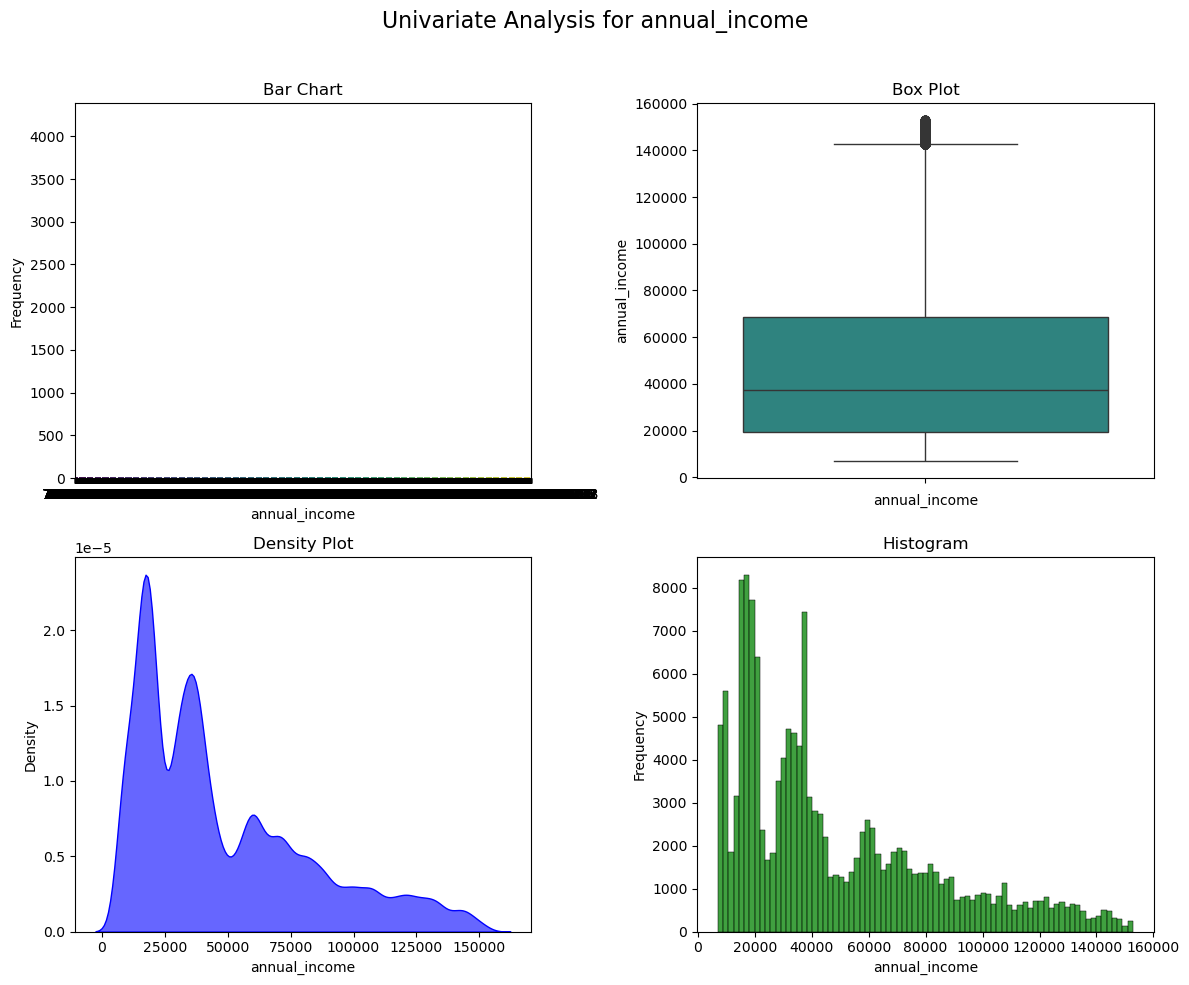 Univariate Analysis for annual_income
Bar Chart
4000
3500
3000
2500
2000
1500
1000
500
0
Frequency
annual_income
Box Plot
160000
140000
120000
100000
80000
60000
40000
20000
0
annual_income
annual_income
Density Plot
1e−5
2.0
1.5
1.0
0.5
0.0
Density
0 25000 50000 75000 100000 125000 150000
annual_income
Histogram
8000
7000
6000
5000
4000
3000
2000
1000
0
Frequency
0 20000 40000 60000 80000 100000 120000 140000 160000
annual_income